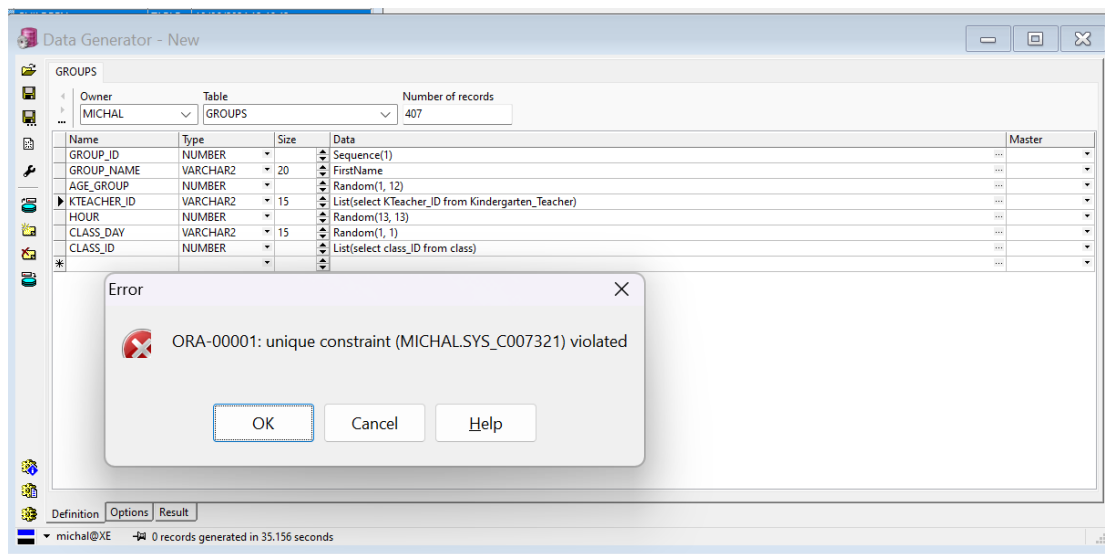 Data Generator - New
GROUPS
Owner Table Number of records
MICHAL GROUPS 407
Name Type Size Data Master
GROUP_ID NUMBER Sequence(1)
GROUP_NAME VARCHAR2 20 FirstName
AGE_GROUP NUMBER Random(1, 12)
KTEACHER_ID VARCHAR2 15 List(select KTeacher_ID from Kindergarten_Teacher)
HOUR NUMBER Random(13, 13)
CLASS_DAY VARCHAR2 15 Random(1, 1)
CLASS_ID NUMBER List(select class_ID from class)
Error
ORA-00001: unique constraint (MICHAL.SYS_C007321) violated
OK Cancel Help
Definition Options Result
michal@XE 0 records generated in 35.156 seconds